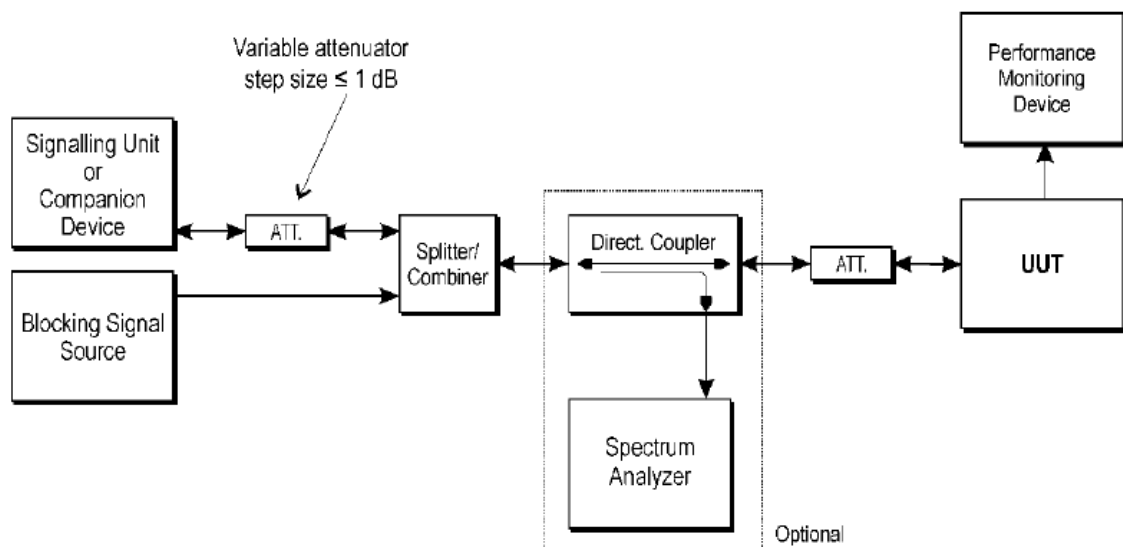 Variable attenuator
step size ≤ 1 dB
Performance
Monitoring
Device
Signalling Unit
or
Companion
Device
ATT.
Splitter/
Combiner
Direct. Coupler
ATT.
UUT
Blocking Signal
Source
Spectrum
Analyzer
Optional